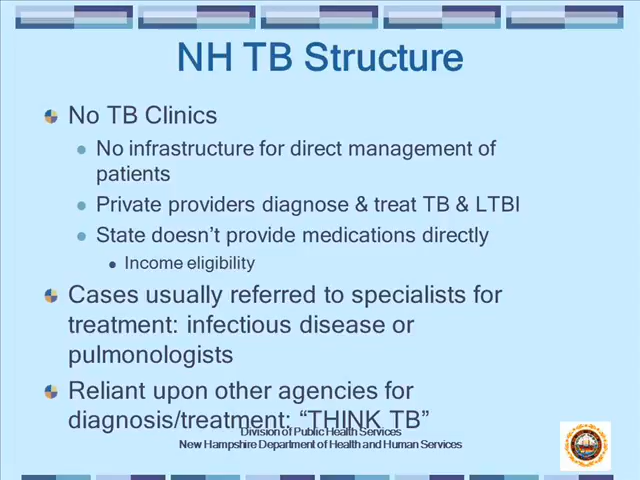 NH TB Structure
No TB Clinics
No infrastructure for direct management of
patients
Private providers diagnose & treat TB & LTBI
State doesn't provide medications directly
Income eligibility
Cases usually referred to specialists for
treatment: infectious disease or
pulmonologists
Reliant upon other agencies for
diagnosis/treatment: “THINK TB”
Division of Public Health Services
New Hampshire Department of Health and Human Services